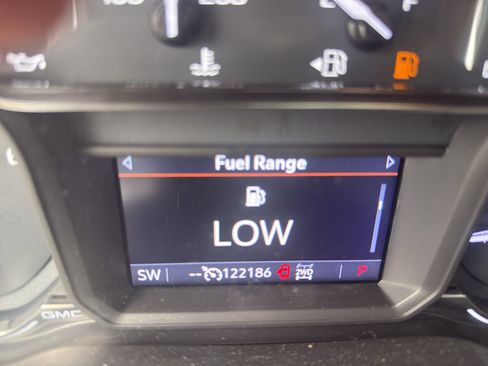 F
Fuel Range
LOW
SW -- 122186 2WD P
GMC